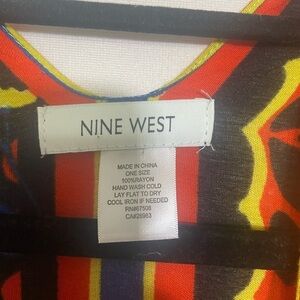 NINE WEST
MADE IN CHINA
ONE SIZE
100%RAYON
HAND WASH COLD
LAY FLAT TO DRY
COOL IRON IF NEEDED
RN#67508
CA#26963